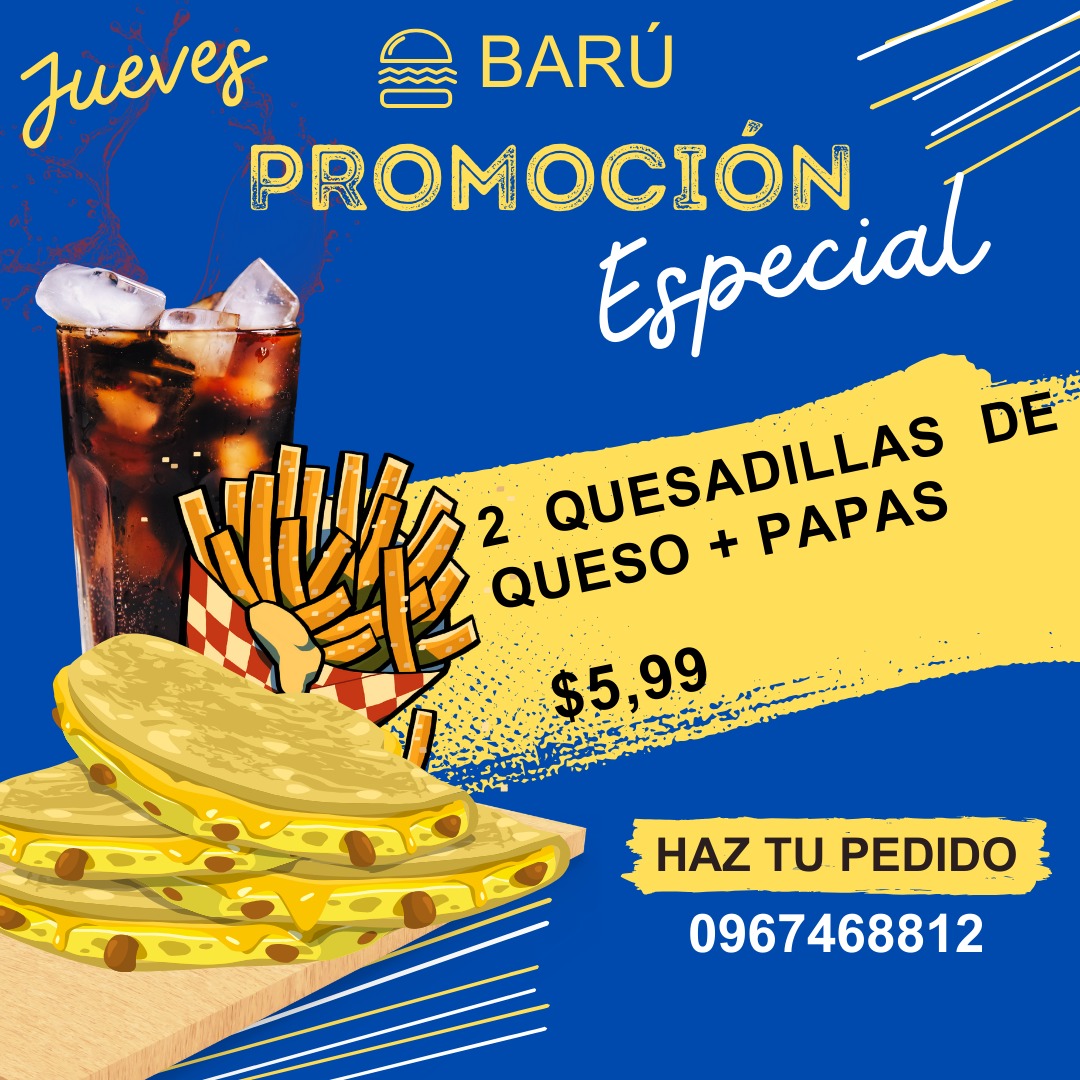 Jueves
BARÚ
PROMOCIÓN
Especial
2 QUESADILLAS DE
QUESO + PAPAS
$5,99
HAZ TU PEDIDO
0967468812